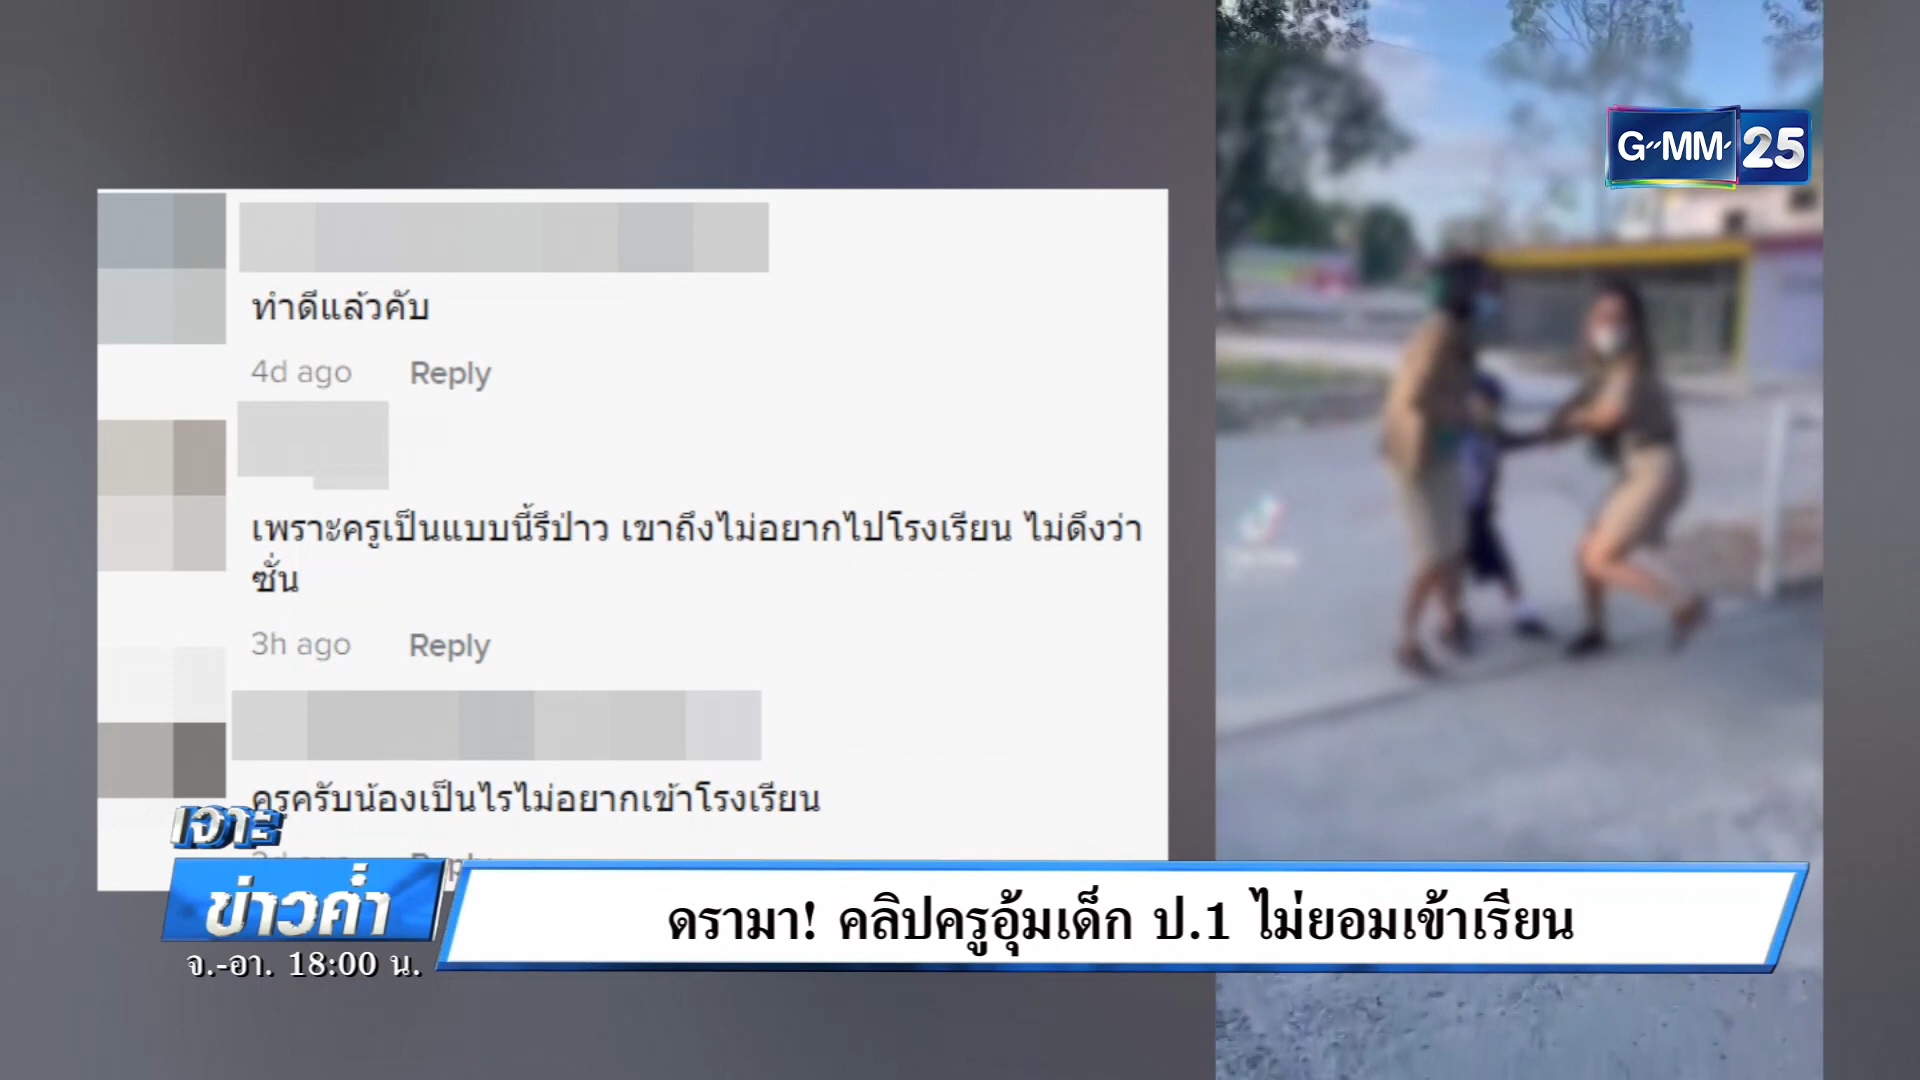 G-MM 25
ทำดีแล้วคับ
4d ago Reply
เพราะครูเป็นแบบนี้รึป่าว เขาถึงไม่อยากไปโรงเรียน ไม่ดึงว่า
ซั่น
3h ago Reply
ครูครับน้องเป็นไรไม่อยากเข้าโรงเรียน
เจาะ
ข่าวค่ำ
จ.-อา. 18:00 น.
ดรามา! คลิปครูอุ้มเด็ก ป.1 ไม่ยอมเข้าเรียน